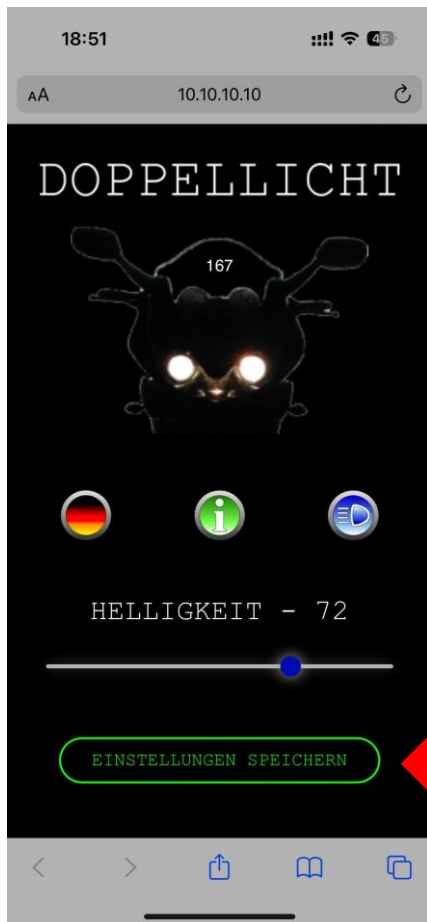 18:51
45
AA
10.10.10.10
DOPPELLICHT
167
i
HELLIGKEIT - 72
EINSTELLUNGEN SPEICHERN